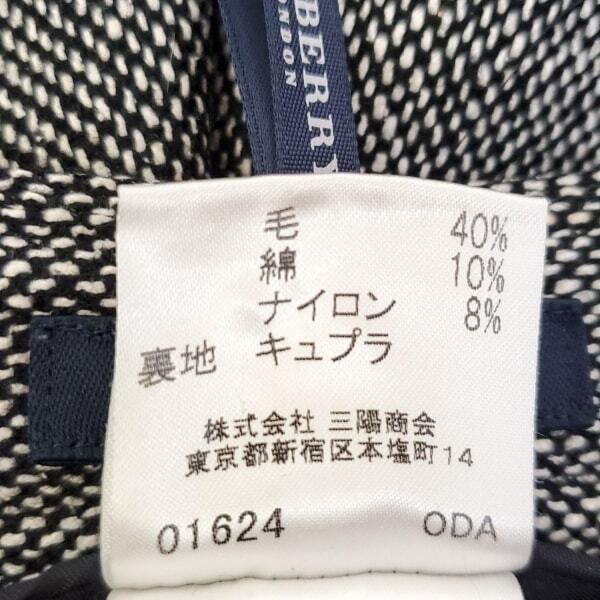 BERRY
LONDON
毛 40%
綿 10%
ナイロン 8%
裏地 キュプラ
株式会社 三陽商会
東京都新宿区本塩町14
01624 ODA